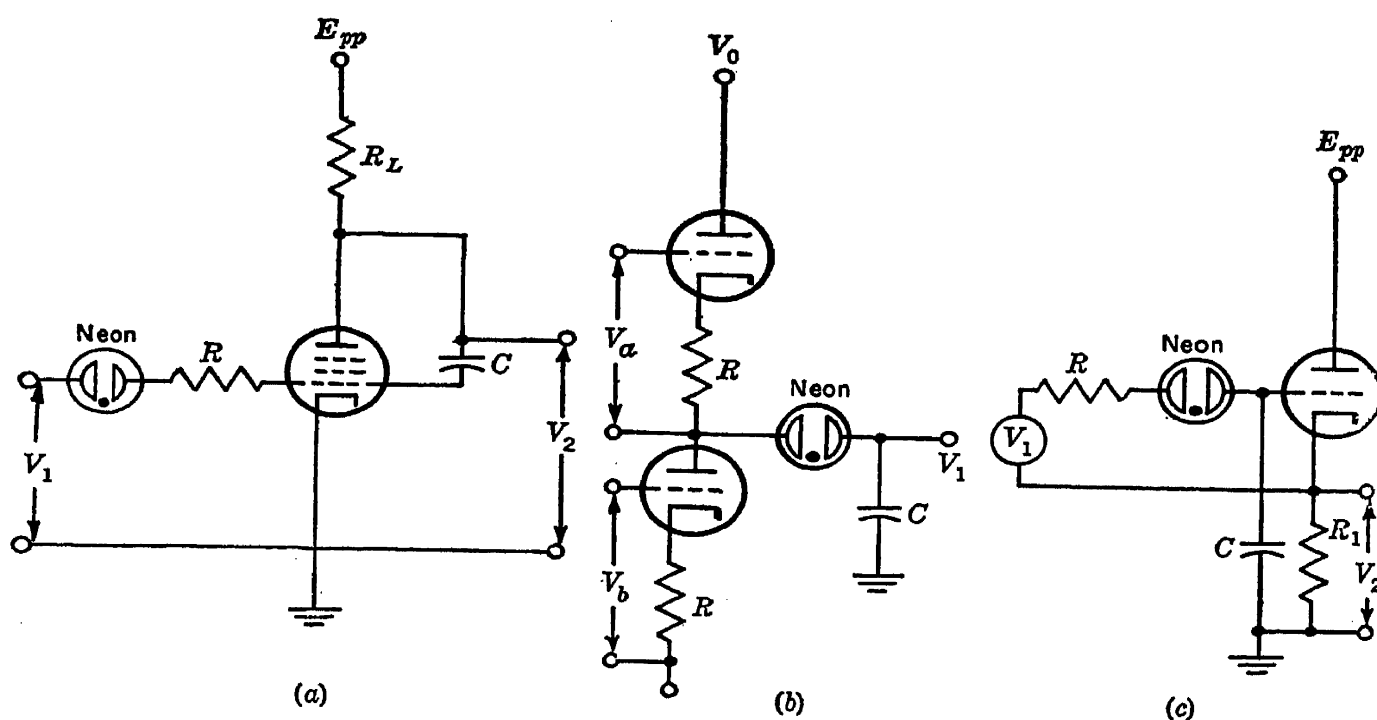 E_pp
R_L
Neon
R
C
V_1
V_2
(a)
V_0
V_a
R
Neon
V_1
C
V_b
R
(b)
E_pp
Neon
R
V_1
C
R_1
V_2
(c)